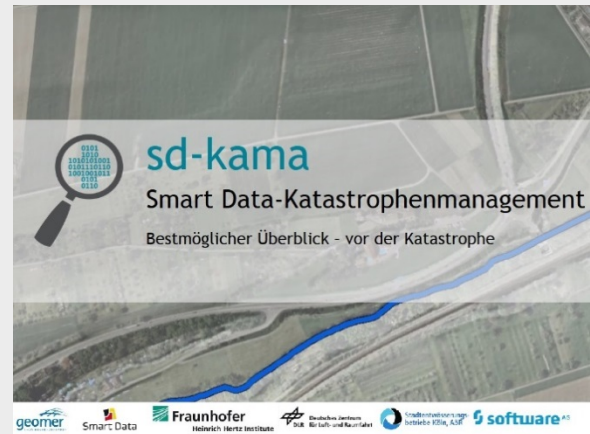 0101
1010
1010101001
0101110110
1001001011
0101
0110
sd-kama
Smart Data-Katastrophenmanagement
Bestmöglicher Überblick - vor der Katastrophe
geomer
Smart Data
Fraunhofer
Heinrich Hertz Institute
DLR
Deutsches Zentrum
für Luft- und Raumfahrt
Stadtentwässerungs-
betriebe Köln, AöR
software AG